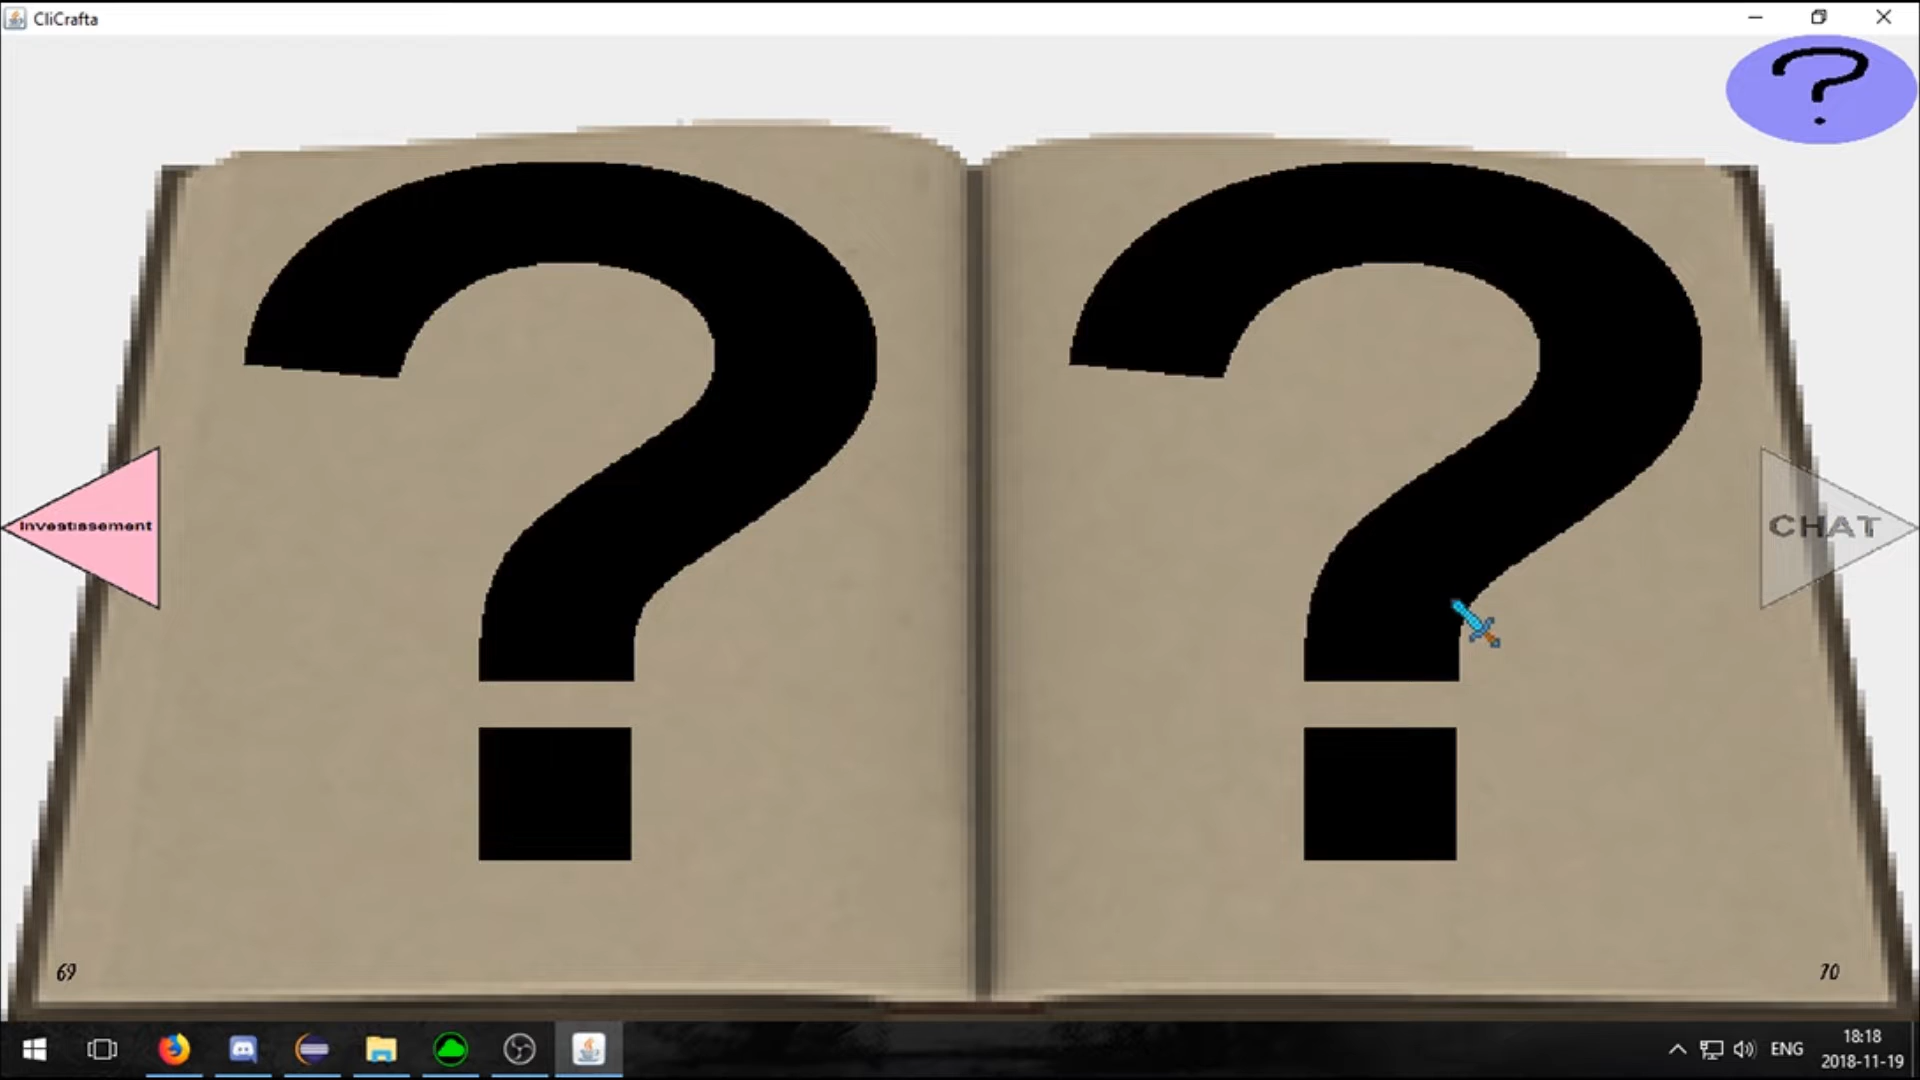 CliCrafta
?
? ?
Investissement
CHAT
69
70
ENG
18:18
2018-11-19